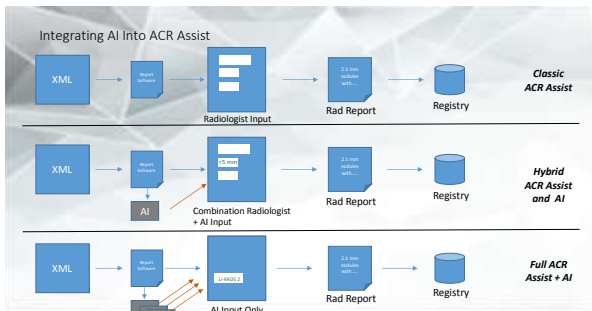 Integrating AI Into ACR Assist
XML
Report
Software
Radiologist Input
2.1 mm
nodules
with.....
Rad Report
Registry
Classic
ACR Assist
XML
Report
Software
AI
<5 mm
Combination Radiologist
+ AI Input
2.1 mm
nodules
with.....
Rad Report
Registry
Hybrid
ACR Assist
and AI
XML
Report
Software
LI-RADE 2
AI Input Only
2.1 mm
nodules
with.....
Rad Report
Registry
Full ACR
Assist + AI